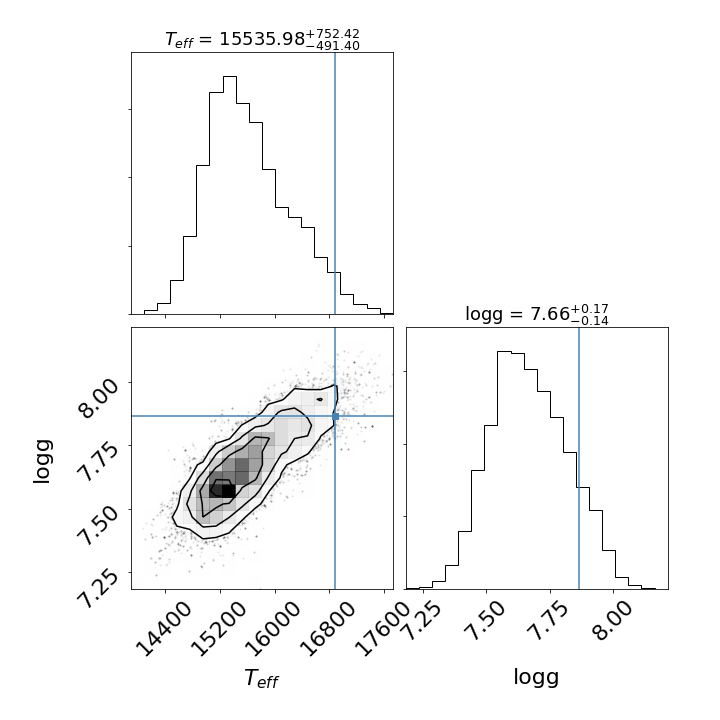 T_eff = 15535.98 +752.42 −491.40
logg = 7.66 +0.17 −0.14
logg
8.00
7.75
7.50
7.25
14400 15200 16000 16800 17600
T_eff
7.25 7.50 7.75 8.00
logg